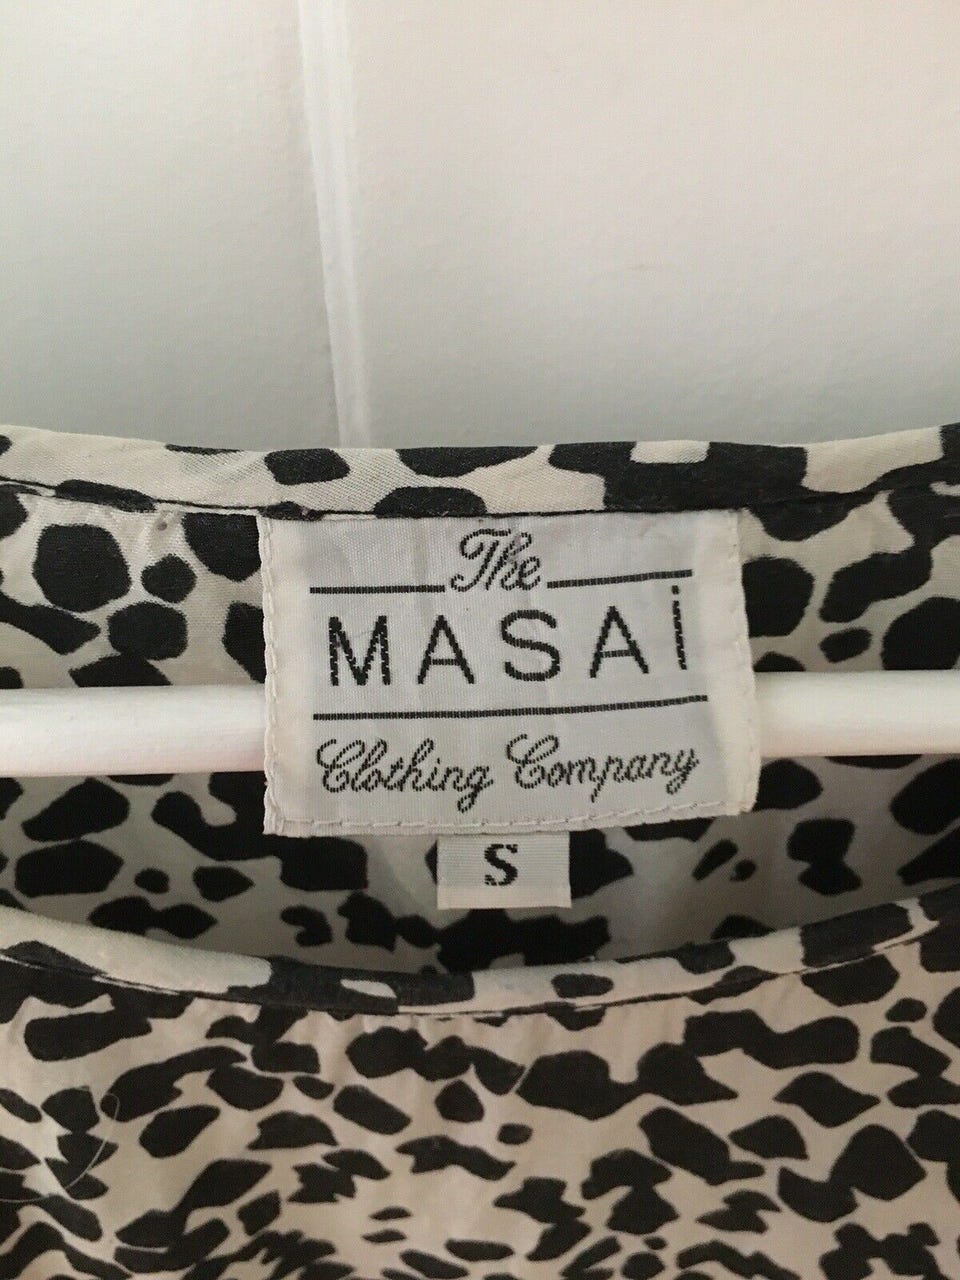 The
MASAi
Clothing Company
S